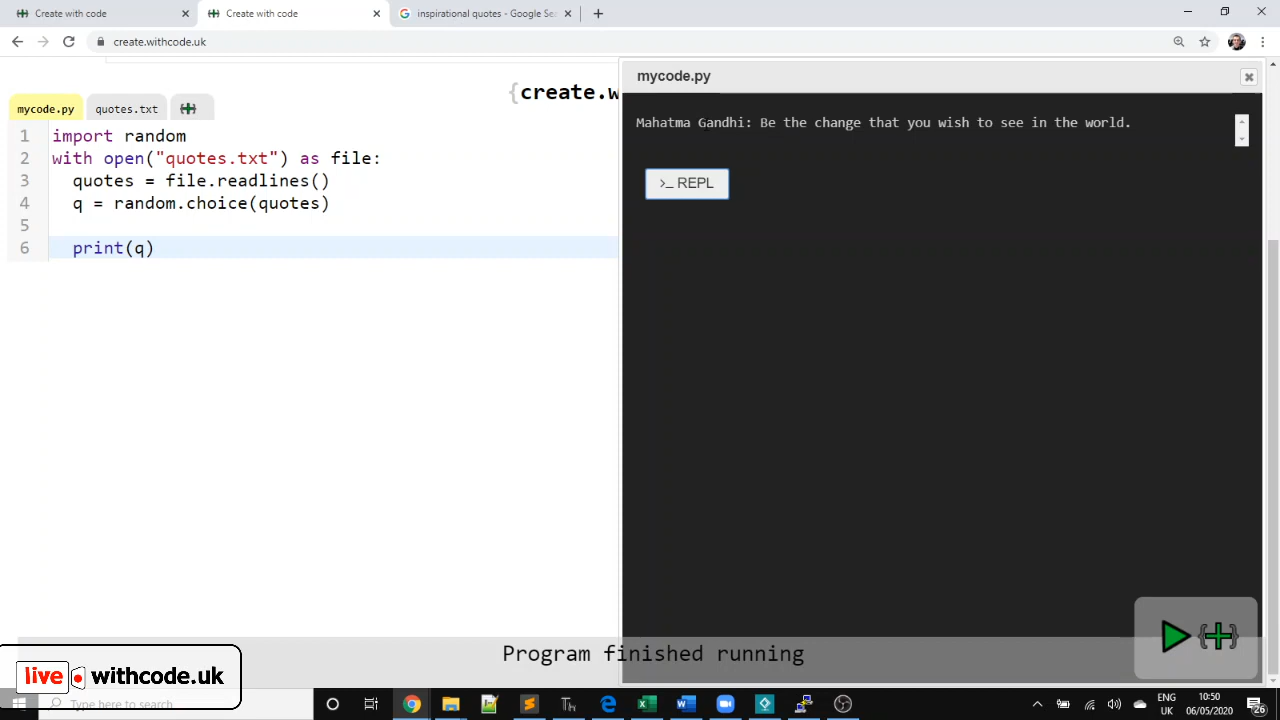 Create with code
Create with code
inspirational quotes - Google Se
create.withcode.uk
{create.w
mycode.py
quotes.txt
1 import random
2 with open("quotes.txt") as file:
3 quotes = file.readlines()
4 q = random.choice(quotes)
5
6 print(q)
mycode.py
Mahatma Gandhi: Be the change that you wish to see in the world.
>_ REPL
Program finished running
live withcode.uk
Type here to search
ENG
UK
10:50
06/05/2020
26